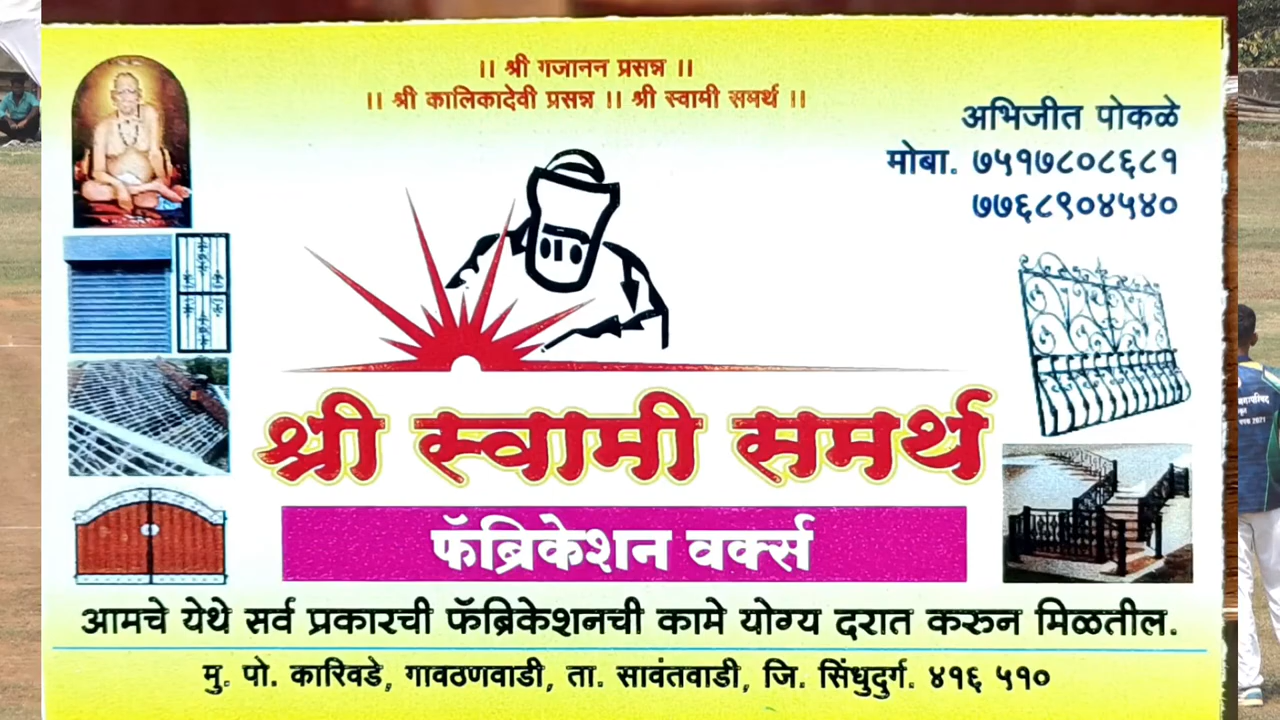 ।। श्री गजानन प्रसन्न ।।
।। श्री कालिकादेवी प्रसन्न ।। श्री स्वामी समर्थ ।।
अभिजीत पोकळे
मोबा. ७५१७८०८६८१
७७६८९०४५४०
श्री स्वामी समर्थ
फॅब्रिकेशन वर्क्स
आमचे येथे सर्व प्रकारची फॅब्रिकेशनची कामे योग्य दरात करुन मिळतील.
मु. पो. कारिवडे, गावठणवाडी, ता. सावंतवाडी, जि. सिंधुदुर्ग. ४१६ ५१०